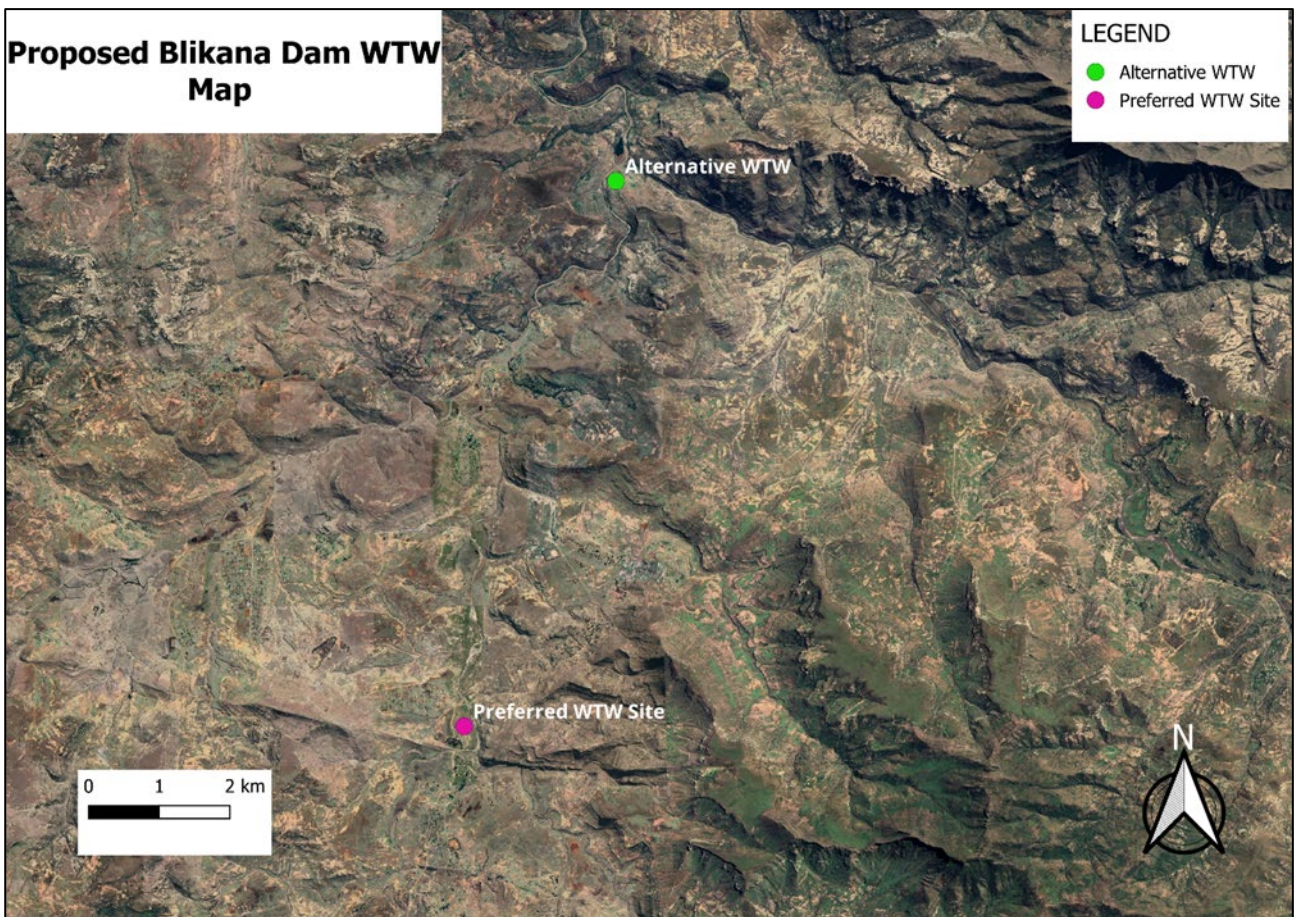 Proposed Blikana Dam WTW
Map
LEGEND
Alternative WTW
Preferred WTW Site
Alternative WTW
Preferred WTW Site
0 1 2 km
N